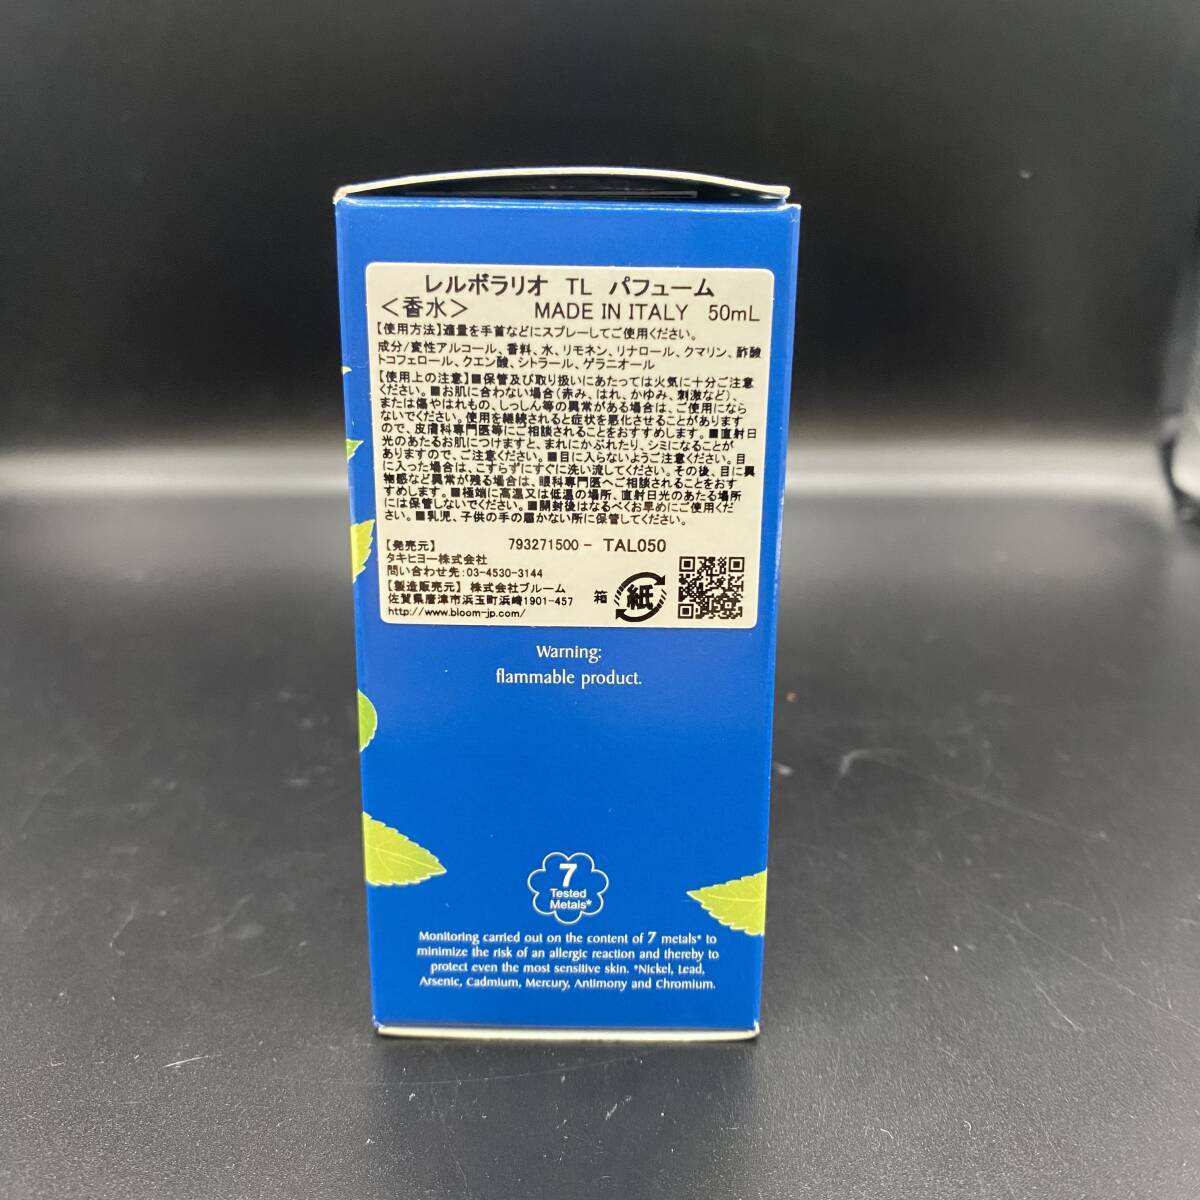 レルボラリオ TL パフューム
＜香水＞ MADE IN ITALY 50mL
【使用方法】適量を手首などにスプレーしてご使用ください。
成分/変性アルコール、香料、水、リモネン、リナロール、クマリン、酢酸
トコフェロール、クエン酸、シトラール、ゲラニオール
【使用上の注意】■保管及び取り扱いにあたっては火気に十分ご注意
ください。■お肌に合わない場合(赤み、はれ、かゆみ、刺激など)、
または傷やはれもの、しっしん等の異常がある場合は、ご使用になら
ないでください。使用を継続されると症状を悪化させることがあります
ので、皮膚科専門医等にご相談されることをおすすめします。■直射日
光のあたるお肌につけますと、まれにかぶれたり、シミになることが
ありますので、ご注意ください。■目に入らないようご注意ください。目
に入った場合は、こすらずにすぐに洗い流してください。その後、目に異
物感など異常が残る場合は、眼科専門医へご相談されることをおす
すめします。■極端に高温又は低温の場所、直射日光のあたる場所
には保管しないでください。■開封後はなるべくお早めにご使用くだ
さい。■乳児、子供の手の届かない所に保管してください。
【発売元】 793271500 - TAL050
タキヒヨー株式会社
問い合わせ先:03-4530-3144
【製造販売元】 株式会社ブルーム
佐賀県唐津市浜玉町浜崎1901-457
http://www.bloom-jp.com/
箱 紙
Warning:
flammable product.
7
Tested
Metals*
Monitoring carried out on the content of 7 metals* to
minimize the risk of an allergic reaction and thereby to
protect even the most sensitive skin. *Nickel, Lead,
Arsenic, Cadmium, Mercury, Antimony and Chromium.